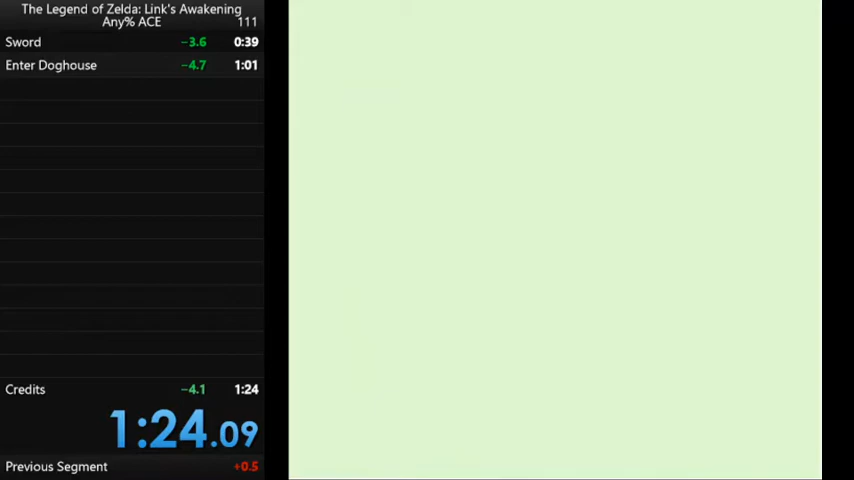 The Legend of Zelda: Link's Awakening
Any% ACE 111
Sword −3.6 0:39
Enter Doghouse −4.7 1:01
Credits −4.1 1:24
1:24.09
Previous Segment +0.5